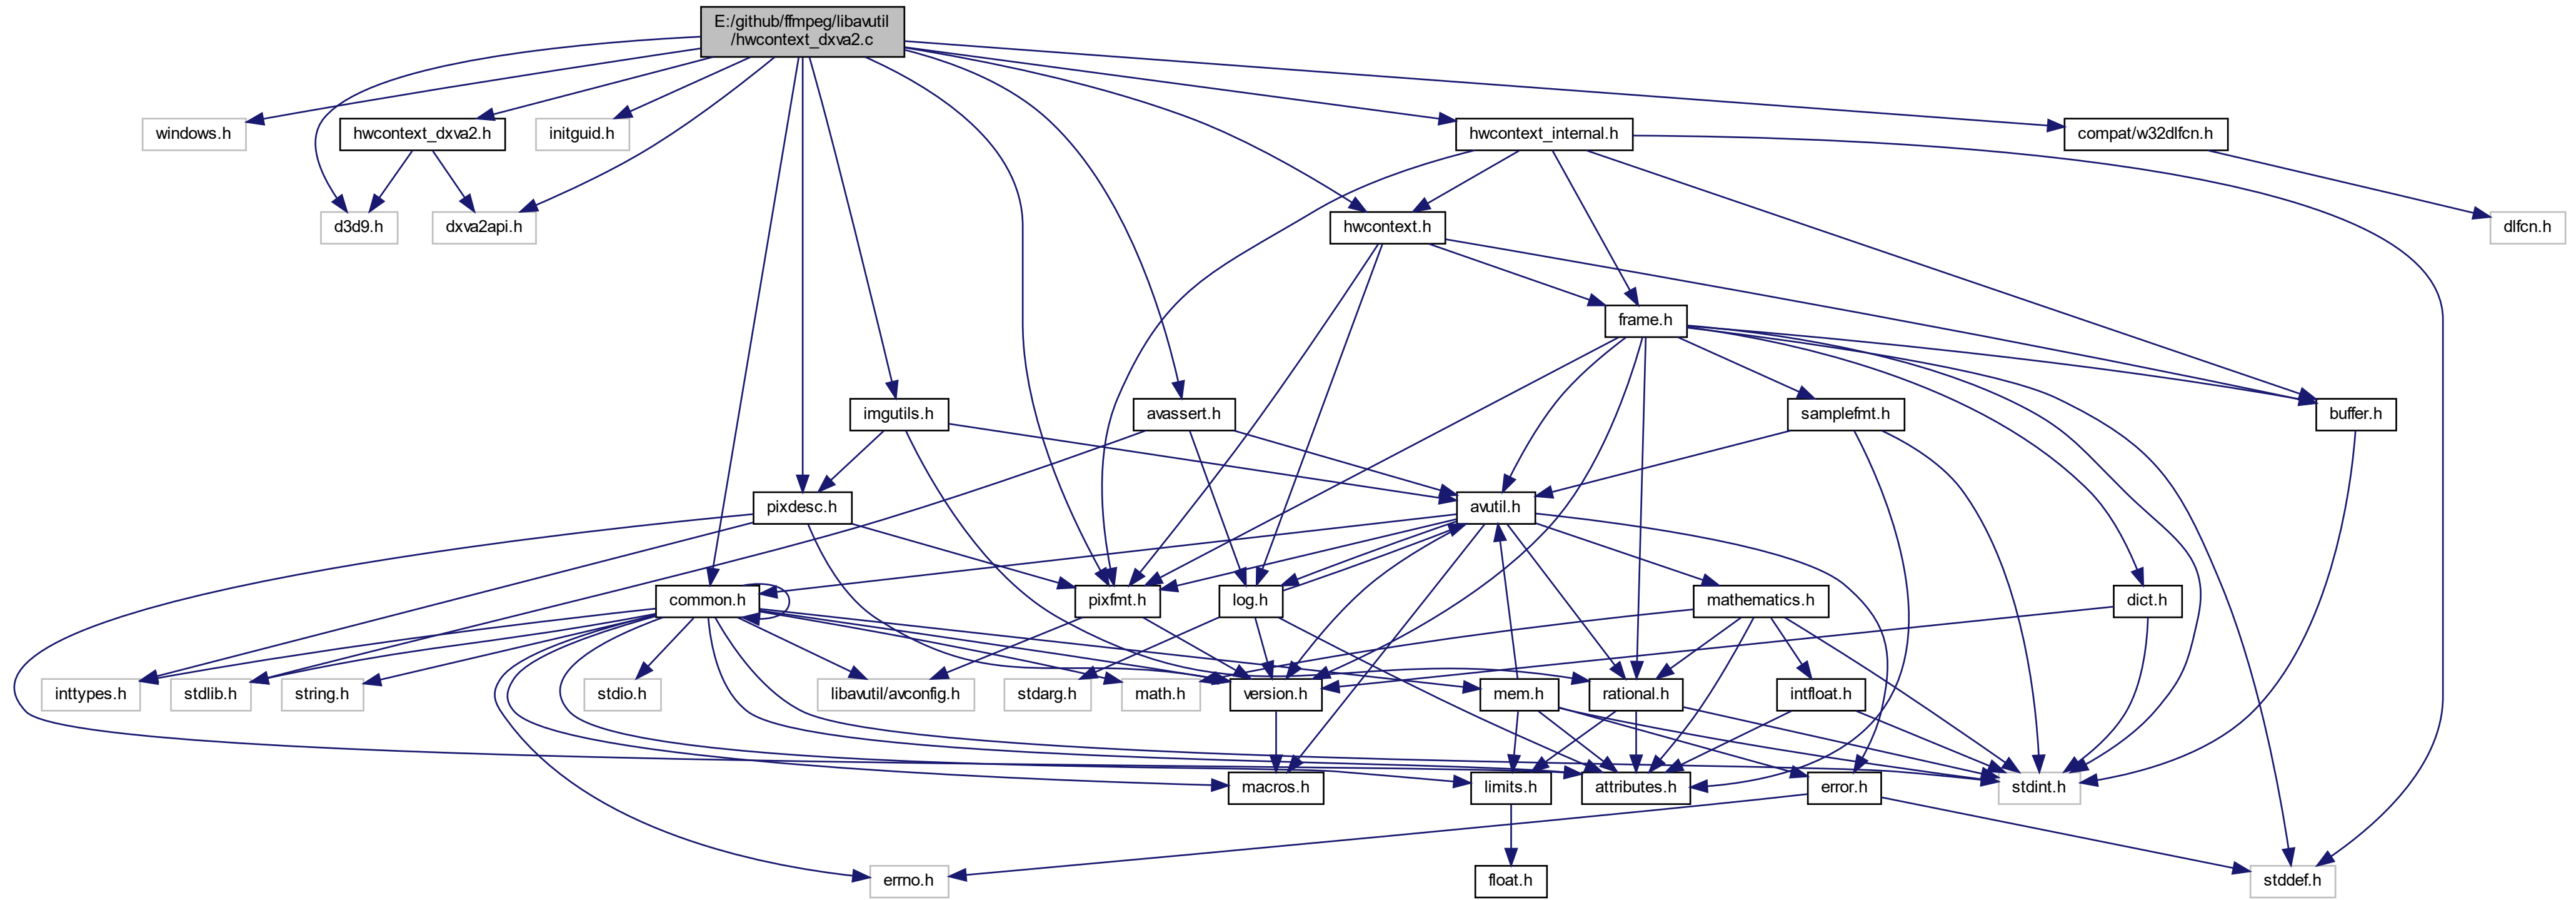 E:/github/ffmpeg/libavutil
/hwcontext_dxva2.c
windows.h
hwcontext_dxva2.h
initguid.h
hwcontext_internal.h
compat/w32dlfcn.h
d3d9.h
dxva2api.h
hwcontext.h
dlfcn.h
frame.h
imgutils.h
avassert.h
samplefmt.h
buffer.h
pixdesc.h
avutil.h
common.h
pixfmt.h
log.h
mathematics.h
dict.h
inttypes.h
stdlib.h
string.h
stdio.h
libavutil/avconfig.h
stdarg.h
math.h
version.h
mem.h
rational.h
intfloat.h
macros.h
limits.h
attributes.h
error.h
stdint.h
errno.h
float.h
stddef.h